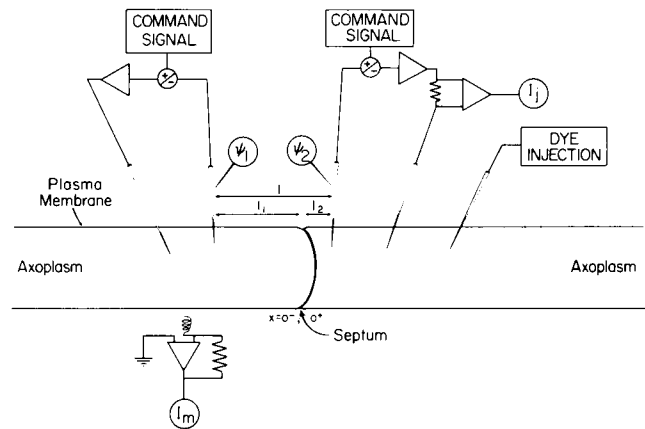 COMMAND
SIGNAL
COMMAND
SIGNAL
+/-
+/-
Ij
DYE
INJECTION
ψ1
ψ2
l
l1
l2
Plasma
Membrane
Axoplasm
Axoplasm
x=0-, 0+
Septum
Im